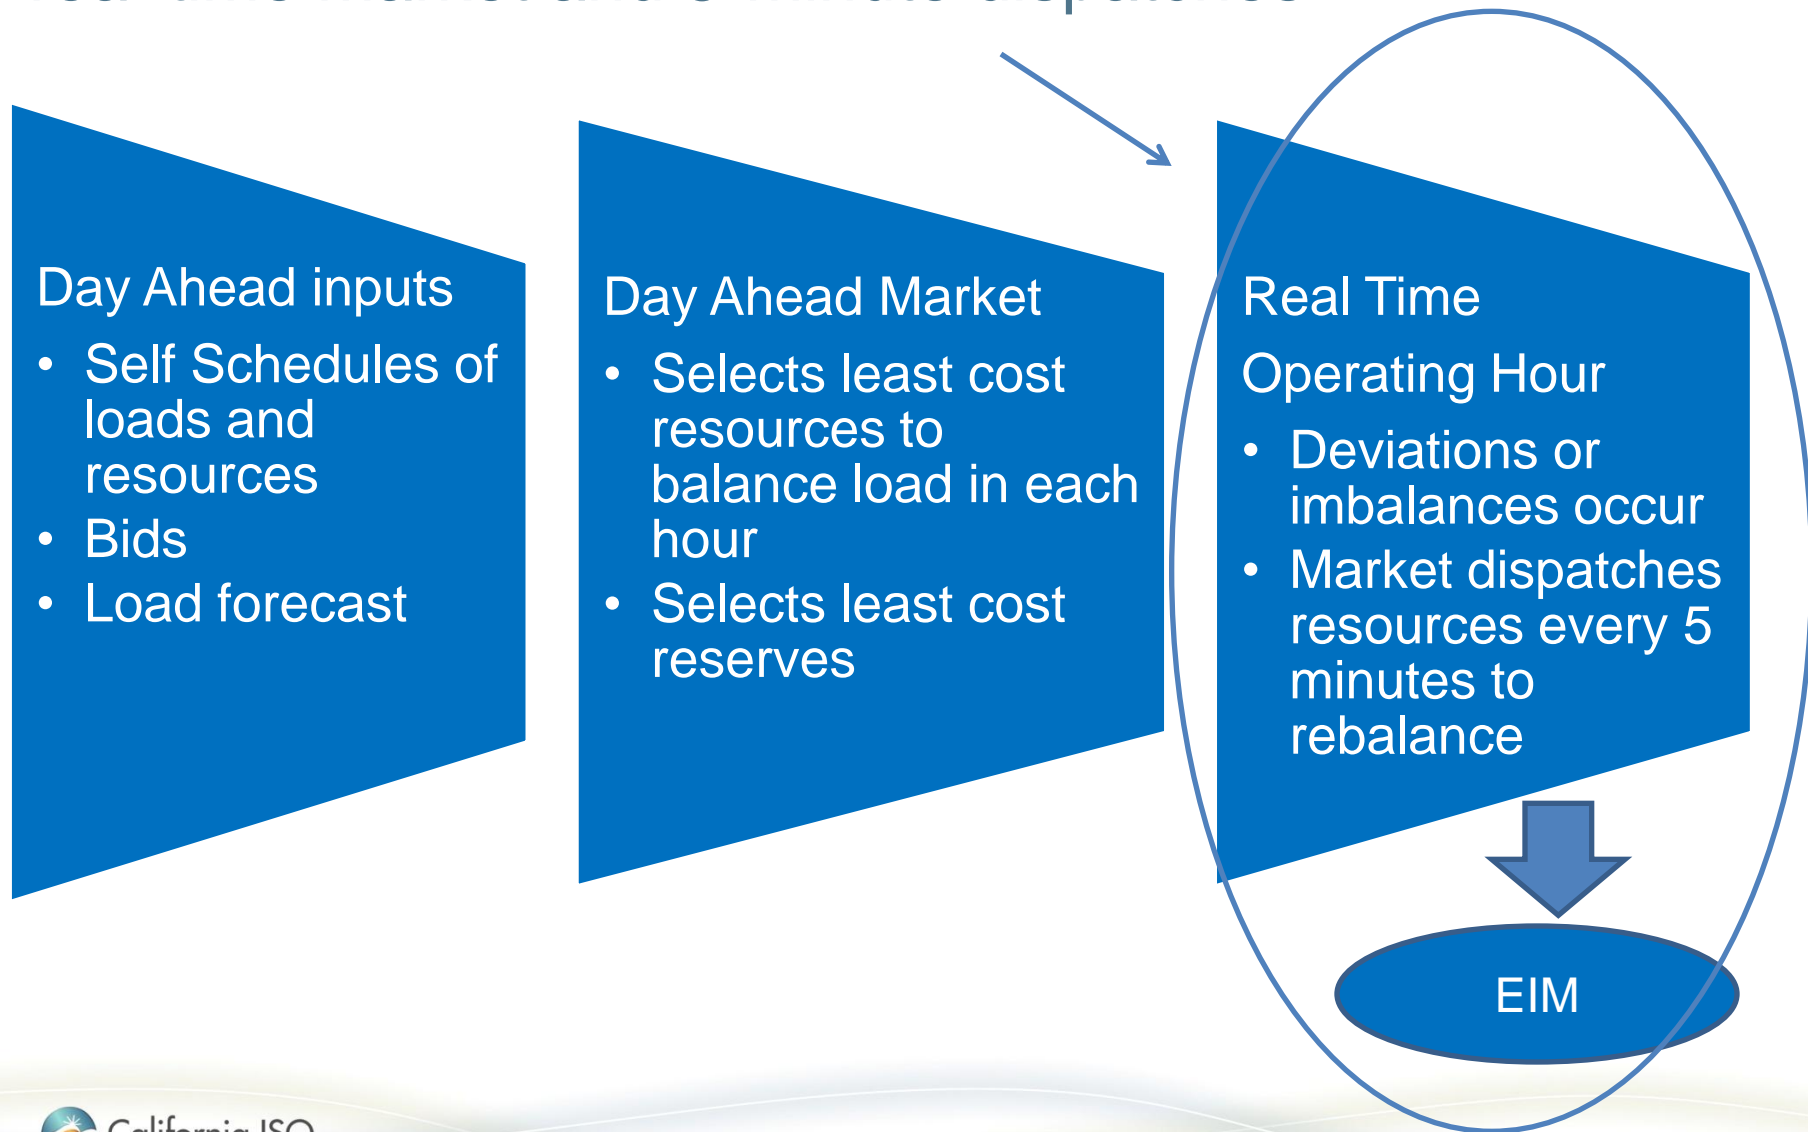 Day Ahead inputs
• Self Schedules of
loads and
resources
• Bids
• Load forecast
Day Ahead Market
• Selects least cost
resources to
balance load in each
hour
• Selects least cost
reserves
Real Time
Operating Hour
• Deviations or
imbalances occur
• Market dispatches
resources every 5
minutes to
rebalance
EIM
California ISO